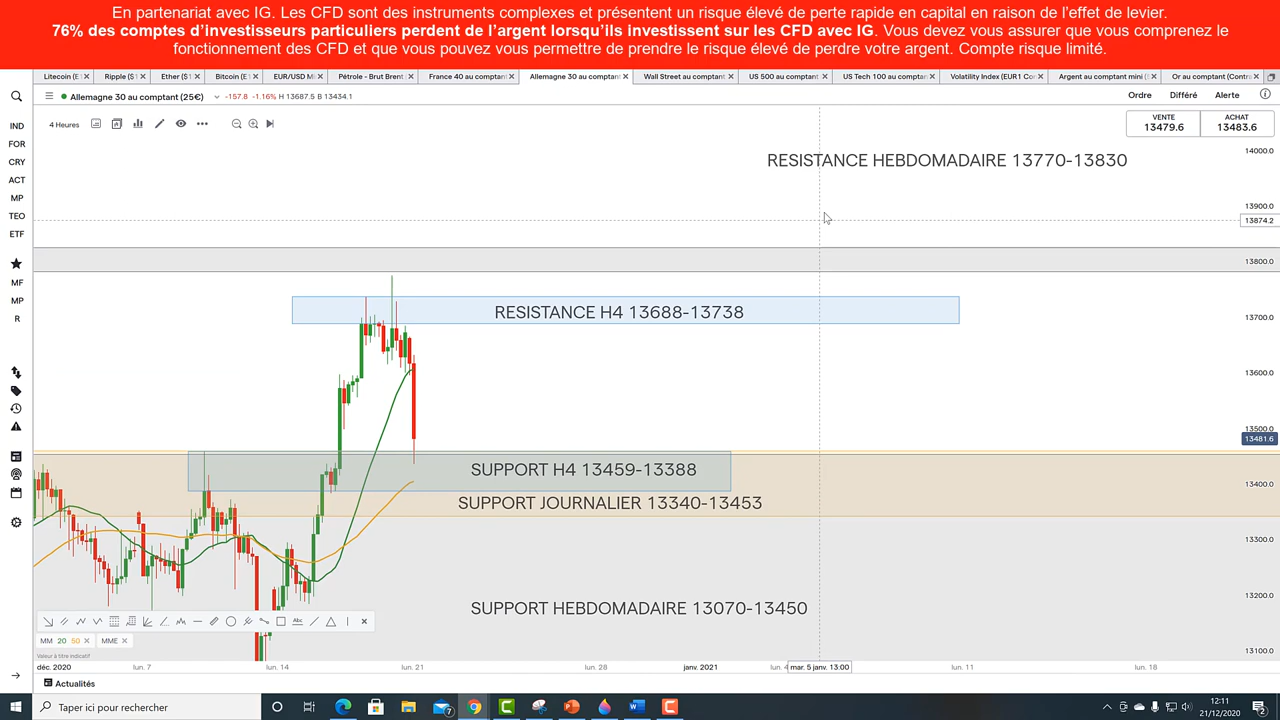 En partenariat avec IG. Les CFD sont des instruments complexes et présentent un risque élevé de perte rapide en capital en raison de l'effet de levier.
76% des comptes d'investisseurs particuliers perdent de l'argent lorsqu'ils investissent sur les CFD avec IG. Vous devez vous assurer que vous comprenez le
fonctionnement des CFD et que vous pouvez vous permettre de prendre le risque élevé de perdre votre argent. Compte risque limité.
Litecoin (E Ripple ($1 Ether ($1 Bitcoin (E EUR/USD M Pétrole - Brut Brent France 40 au comptant Allemagne 30 au comptan Wall Street au comptant US 500 au comptant US Tech 100 au comptan Volatility Index (EUR1 Co Argent au comptant mini ( Or au comptant (Contra
Allemagne 30 au comptant (25€) -157.8 -1.16% H 13687.5 B 13434.1 Ordre Différé Alerte
4 Heures
VENTE
13479.6
ACHAT
13483.6
IND
FOR
CRY
ACT
MP
TEO
ETF
MF
MP
R
RESISTANCE HEBDOMADAIRE 13770-13830
RESISTANCE H4 13688-13738
SUPPORT H4 13459-13388
SUPPORT JOURNALIER 13340-13453
SUPPORT HEBDOMADAIRE 13070-13450
14000.0
13900.0
13874.2
13800.0
13700.0
13600.0
13500.0
13481.6
13400.0
13300.0
13200.0
13100.0
Abc
MM 20 50 MME
Valeur à titre indicatif
déc. 2020 lun. 7 lun. 14 lun. 21 lun. 28 janv. 2021 lun. 4 mar. 5 janv. 13:00 lun. 11 lun. 18
Actualités
Taper ici pour rechercher
12:11
21/12/2020